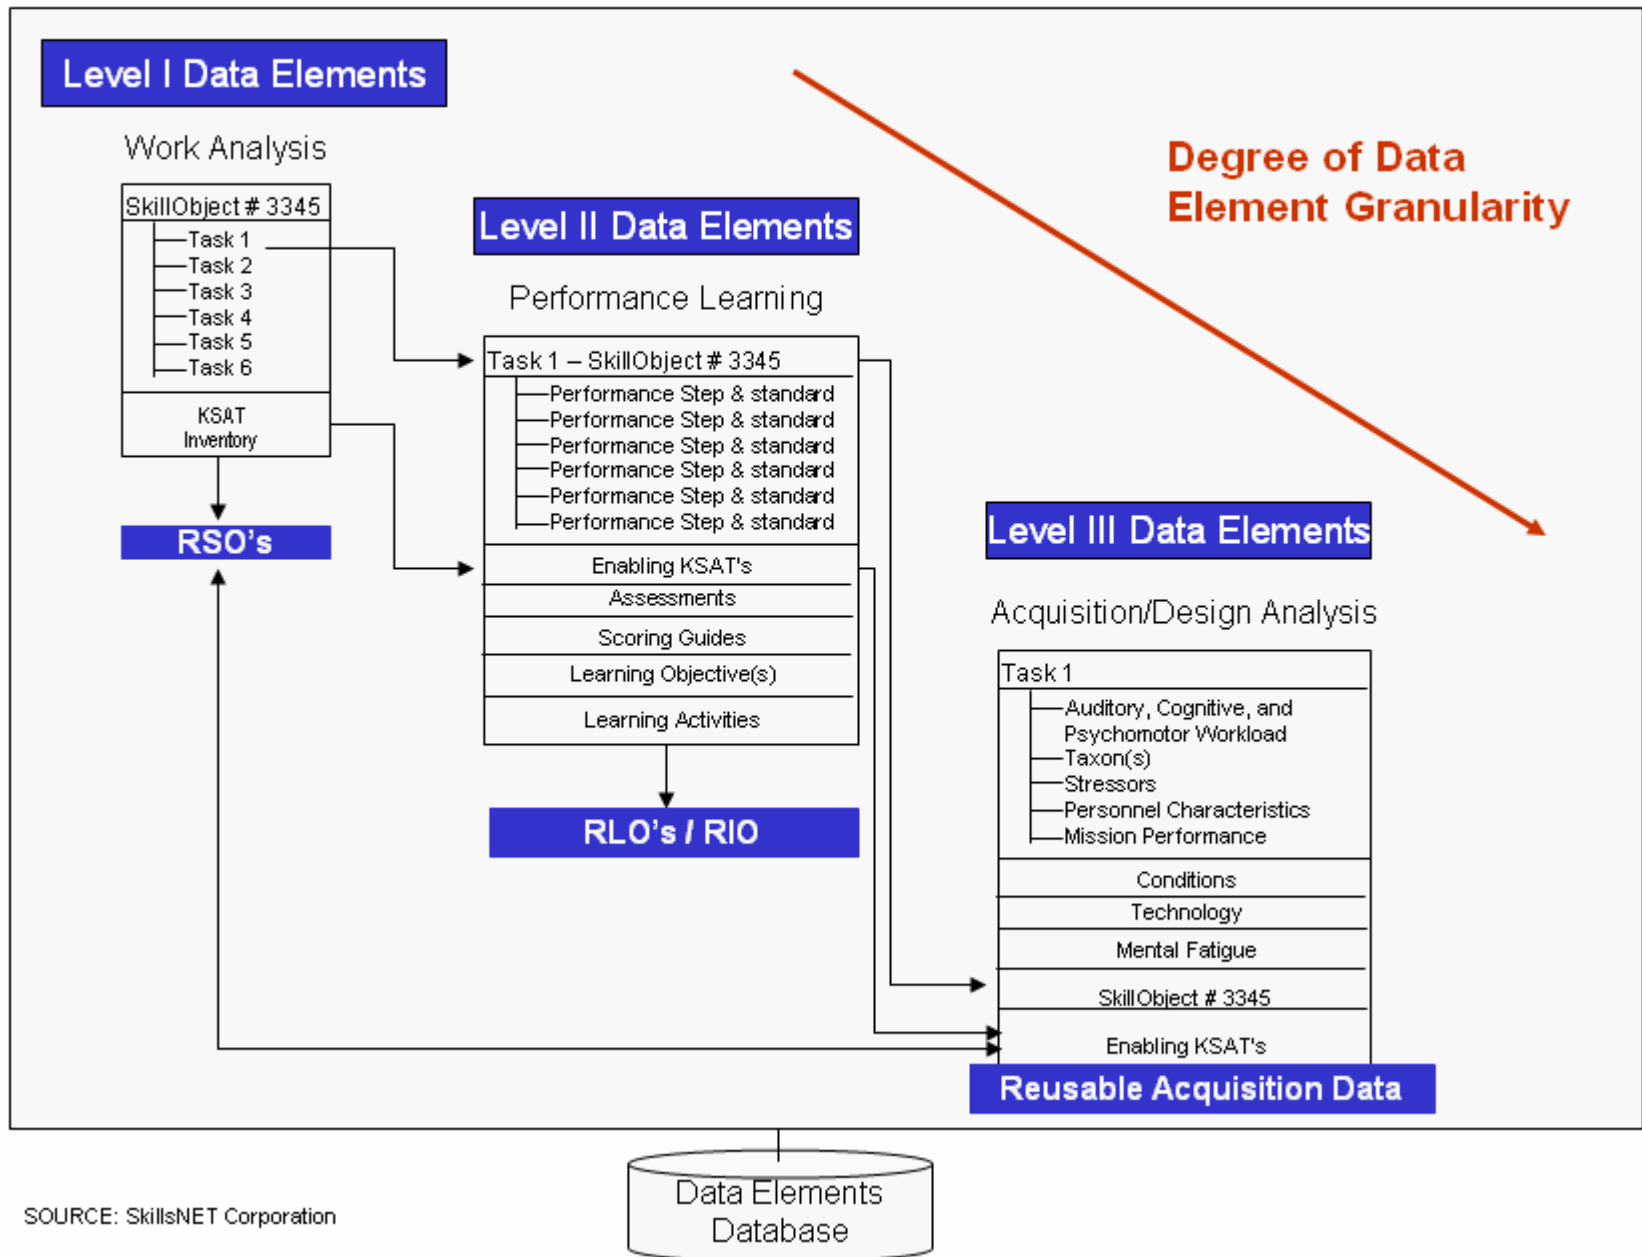 Level I Data Elements
Work Analysis
SkillObject # 3345
Task 1
Task 2
Task 3
Task 4
Task 5
Task 6
KSAT
Inventory
RSO's
Level II Data Elements
Performance Learning
Task 1 – SkillObject # 3345
Performance Step & standard
Performance Step & standard
Performance Step & standard
Performance Step & standard
Performance Step & standard
Performance Step & standard
Enabling KSAT's
Assessments
Scoring Guides
Learning Objective(s)
Learning Activities
RLO's / RIO
Degree of Data
Element Granularity
Level III Data Elements
Acquisition/Design Analysis
Task 1
Auditory, Cognitive, and
Psychomotor Workload
Taxon(s)
Stressors
Personnel Characteristics
Mission Performance
Conditions
Technology
Mental Fatigue
SkillObject # 3345
Enabling KSAT's
Reusable Acquisition Data
Data Elements
Database
SOURCE: SkillsNET Corporation